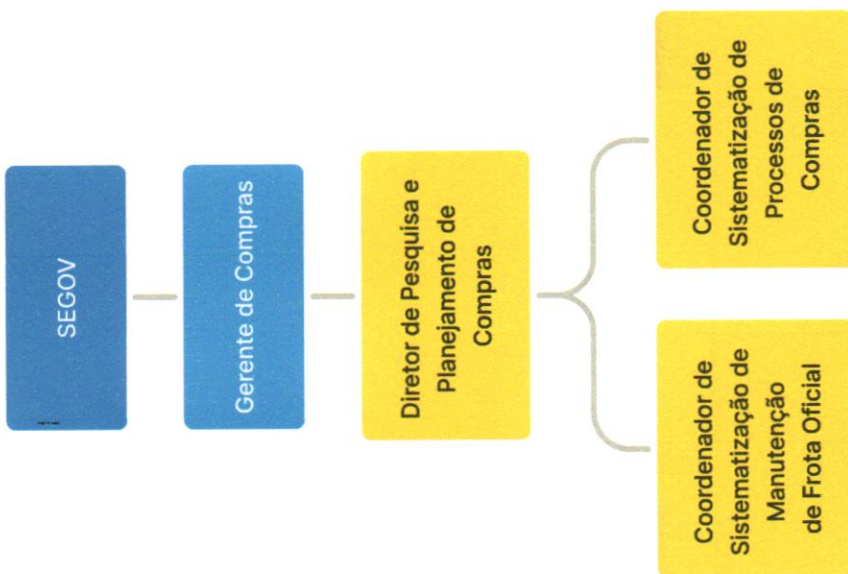 SEGOV
Gerente de Compras
Diretor de Pesquisa e
Planejamento de
Compras
Coordenador de
Sistematização de
Manutenção
de Frota Oficial
Coordenador de
Sistematização de
Processos de
Compras